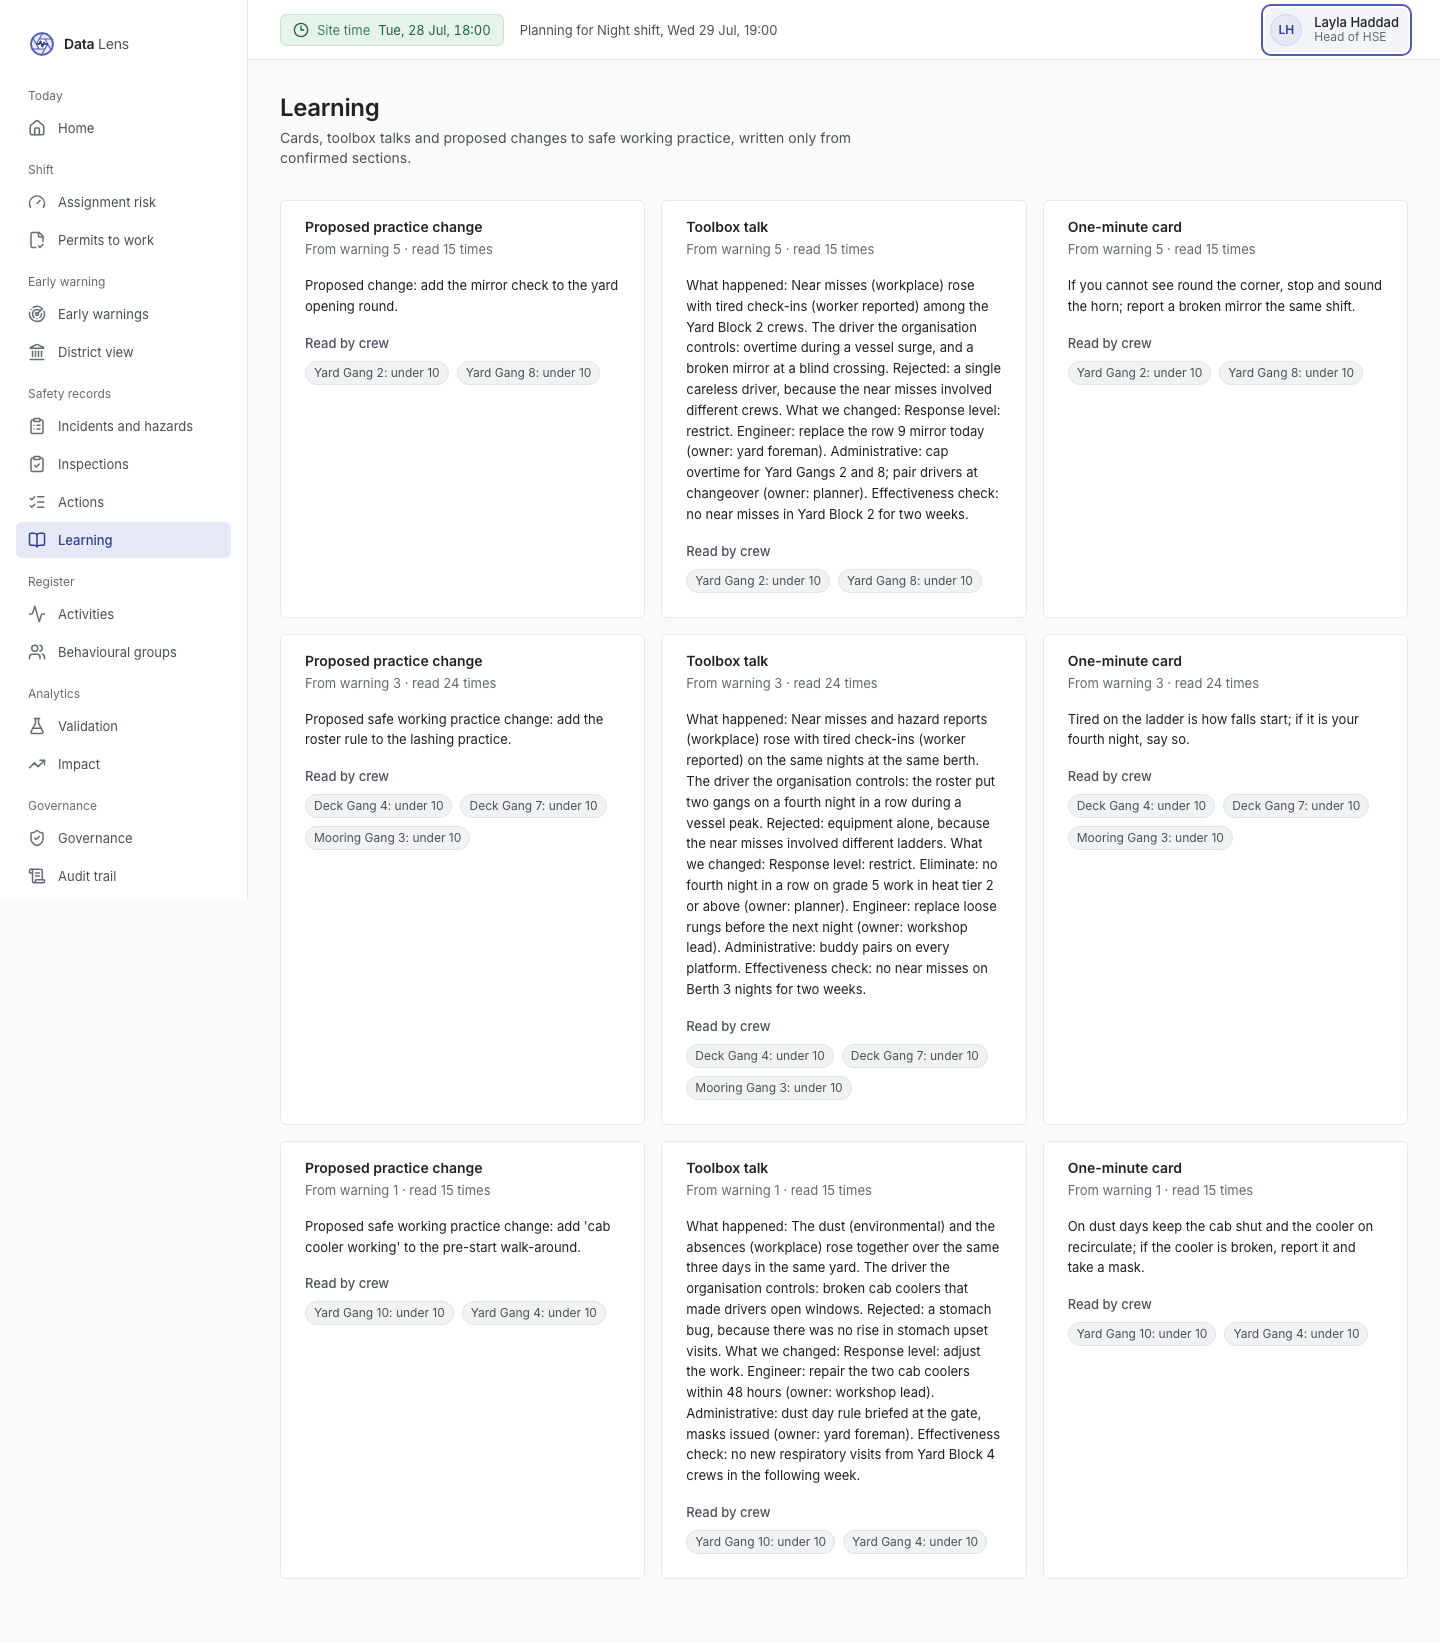 Data Lens
Today
Home
Shift
Assignment risk
Permits to work
Early warning
Early warnings
District view
Safety records
Incidents and hazards
Inspections
Actions
Learning
Register
Activities
Behavioural groups
Analytics
Validation
Impact
Governance
Governance
Audit trail
Site time Tue, 28 Jul, 18:00
Planning for Night shift, Wed 29 Jul, 19:00
LH
Layla Haddad
Head of HSE
Learning
Cards, toolbox talks and proposed changes to safe working practice, written only from
confirmed sections.
Proposed practice change
From warning 5 · read 15 times
Proposed change: add the mirror check to the yard
opening round.
Read by crew
Yard Gang 2: under 10
Yard Gang 8: under 10
Toolbox talk
From warning 5 · read 15 times
What happened: Near misses (workplace) rose
with tired check-ins (worker reported) among the
Yard Block 2 crews. The driver the organisation
controls: overtime during a vessel surge, and a
broken mirror at a blind crossing. Rejected: a single
careless driver, because the near misses involved
different crews. What we changed: Response level:
restrict. Engineer: replace the row 9 mirror today
(owner: yard foreman). Administrative: cap
overtime for Yard Gangs 2 and 8; pair drivers at
changeover (owner: planner). Effectiveness check:
no near misses in Yard Block 2 for two weeks.
Read by crew
Yard Gang 2: under 10
Yard Gang 8: under 10
One-minute card
From warning 5 · read 15 times
If you cannot see round the corner, stop and sound
the horn; report a broken mirror the same shift.
Read by crew
Yard Gang 2: under 10
Yard Gang 8: under 10
Proposed practice change
From warning 3 · read 24 times
Proposed safe working practice change: add the
roster rule to the lashing practice.
Read by crew
Deck Gang 4: under 10
Deck Gang 7: under 10
Mooring Gang 3: under 10
Toolbox talk
From warning 3 · read 24 times
What happened: Near misses and hazard reports
(workplace) rose with tired check-ins (worker
reported) on the same nights at the same berth.
The driver the organisation controls: the roster put
two gangs on a fourth night in a row during a
vessel peak. Rejected: equipment alone, because
the near misses involved different ladders. What
we changed: Response level: restrict. Eliminate: no
fourth night in a row on grade 5 work in heat tier 2
or above (owner: planner). Engineer: replace loose
rungs before the next night (owner: workshop
lead). Administrative: buddy pairs on every
platform. Effectiveness check: no near misses on
Berth 3 nights for two weeks.
Read by crew
Deck Gang 4: under 10
Deck Gang 7: under 10
Mooring Gang 3: under 10
One-minute card
From warning 3 · read 24 times
Tired on the ladder is how falls start; if it is your
fourth night, say so.
Read by crew
Deck Gang 4: under 10
Deck Gang 7: under 10
Mooring Gang 3: under 10
Proposed practice change
From warning 1 · read 15 times
Proposed safe working practice change: add 'cab
cooler working' to the pre-start walk-around.
Read by crew
Yard Gang 10: under 10
Yard Gang 4: under 10
Toolbox talk
From warning 1 · read 15 times
What happened: The dust (environmental) and the
absences (workplace) rose together over the same
three days in the same yard. The driver the
organisation controls: broken cab coolers that
made drivers open windows. Rejected: a stomach
bug, because there was no rise in stomach upset
visits. What we changed: Response level: adjust
the work. Engineer: repair the two cab coolers
within 48 hours (owner: workshop lead).
Administrative: dust day rule briefed at the gate,
masks issued (owner: yard foreman). Effectiveness
check: no new respiratory visits from Yard Block 4
crews in the following week.
Read by crew
Yard Gang 10: under 10
Yard Gang 4: under 10
One-minute card
From warning 1 · read 15 times
On dust days keep the cab shut and the cooler on
recirculate; if the cooler is broken, report it and
take a mask.
Read by crew
Yard Gang 10: under 10
Yard Gang 4: under 10